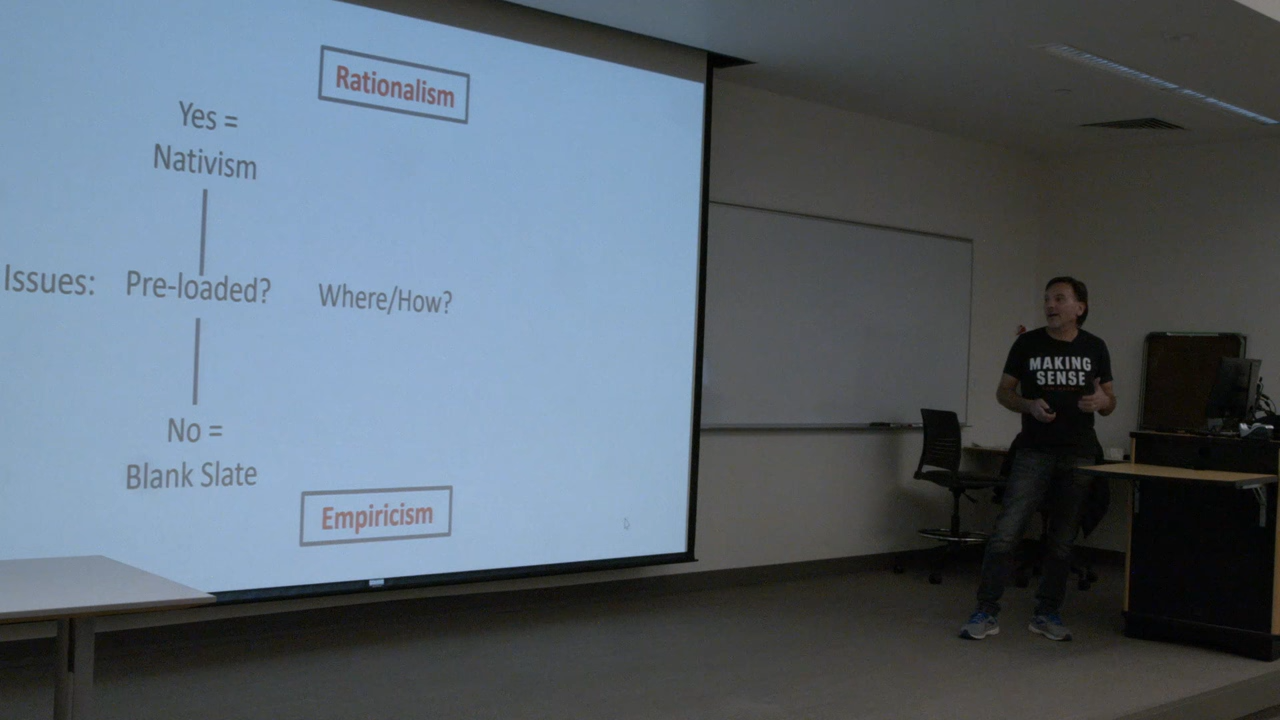 Rationalism
Yes =
Nativism
Issues: Pre-loaded? Where/How?
No =
Blank Slate
Empiricism
MAKING
SENSE